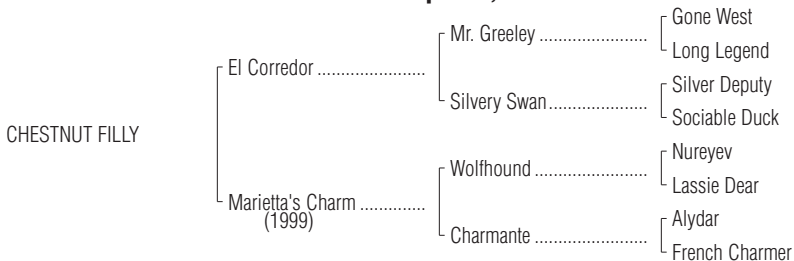 Gone West
Mr. Greeley ......................
Long Legend
El Corredor ......................
Silver Deputy
Silvery Swan.....................
Sociable Duck
CHESTNUT FILLY
Nureyev
Wolfhound .......................
Lassie Dear
Marietta's Charm ..............
(1999)
Alydar
Charmante .......................
French Charmer